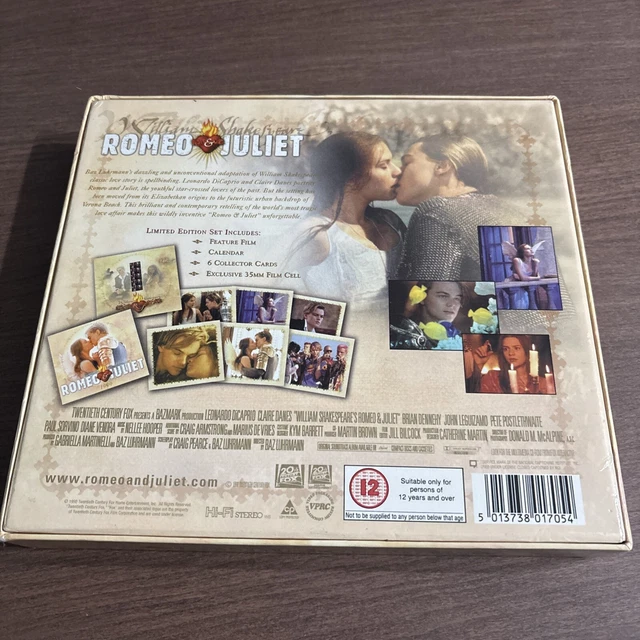 William Shakespeare's
ROMEO & JULIET
Baz Luhrmann's dazzling and unconventional adaptation of William Shakespeare's
classic love story is spellbinding. Leonardo DiCaprio and Claire Danes portray
Romeo and Juliet, the youthful star-crossed lovers of the past. But the setting has
been moved from its Elizabethan origins to the futuristic urban backdrop of
Verona Beach. This brilliant and contemporary retelling of the world's most tragic
love affair makes this wildly inventive "Romeo & Juliet" unforgettable.
LIMITED EDITION SET INCLUDES:
FEATURE FILM
CALENDAR
6 COLLECTOR CARDS
EXCLUSIVE 35MM FILM CELL
ROMEO & JULIET
TWENTIETH CENTURY FOX PRESENTS A BAZMARK PRODUCTION LEONARDO DICAPRIO CLAIRE DANES "WILLIAM SHAKESPEARE'S ROMEO & JULIET" BRIAN DENNEHY JOHN LEGUIZAMO PETE POSTLETHWAITE
PAUL SORVINO DIANE VENORA NELLEE HOOPER CRAIG ARMSTRONG MARIUS DE VRIES KYM BARRETT MARTIN BROWN JILL BILCOCK CATHERINE MARTIN DONALD M. McALPINE
GABRIELLA MARTINELLI BAZ LUHRMANN CRAIG PEARCE & BAZ LUHRMANN BAZ LUHRMANN
www.romeoandjuliet.com
HI-FI STEREO
PG
VPRC
12
Suitable only for
persons of
12 years and over
Not to be supplied to any person below that age
5 013738 017054